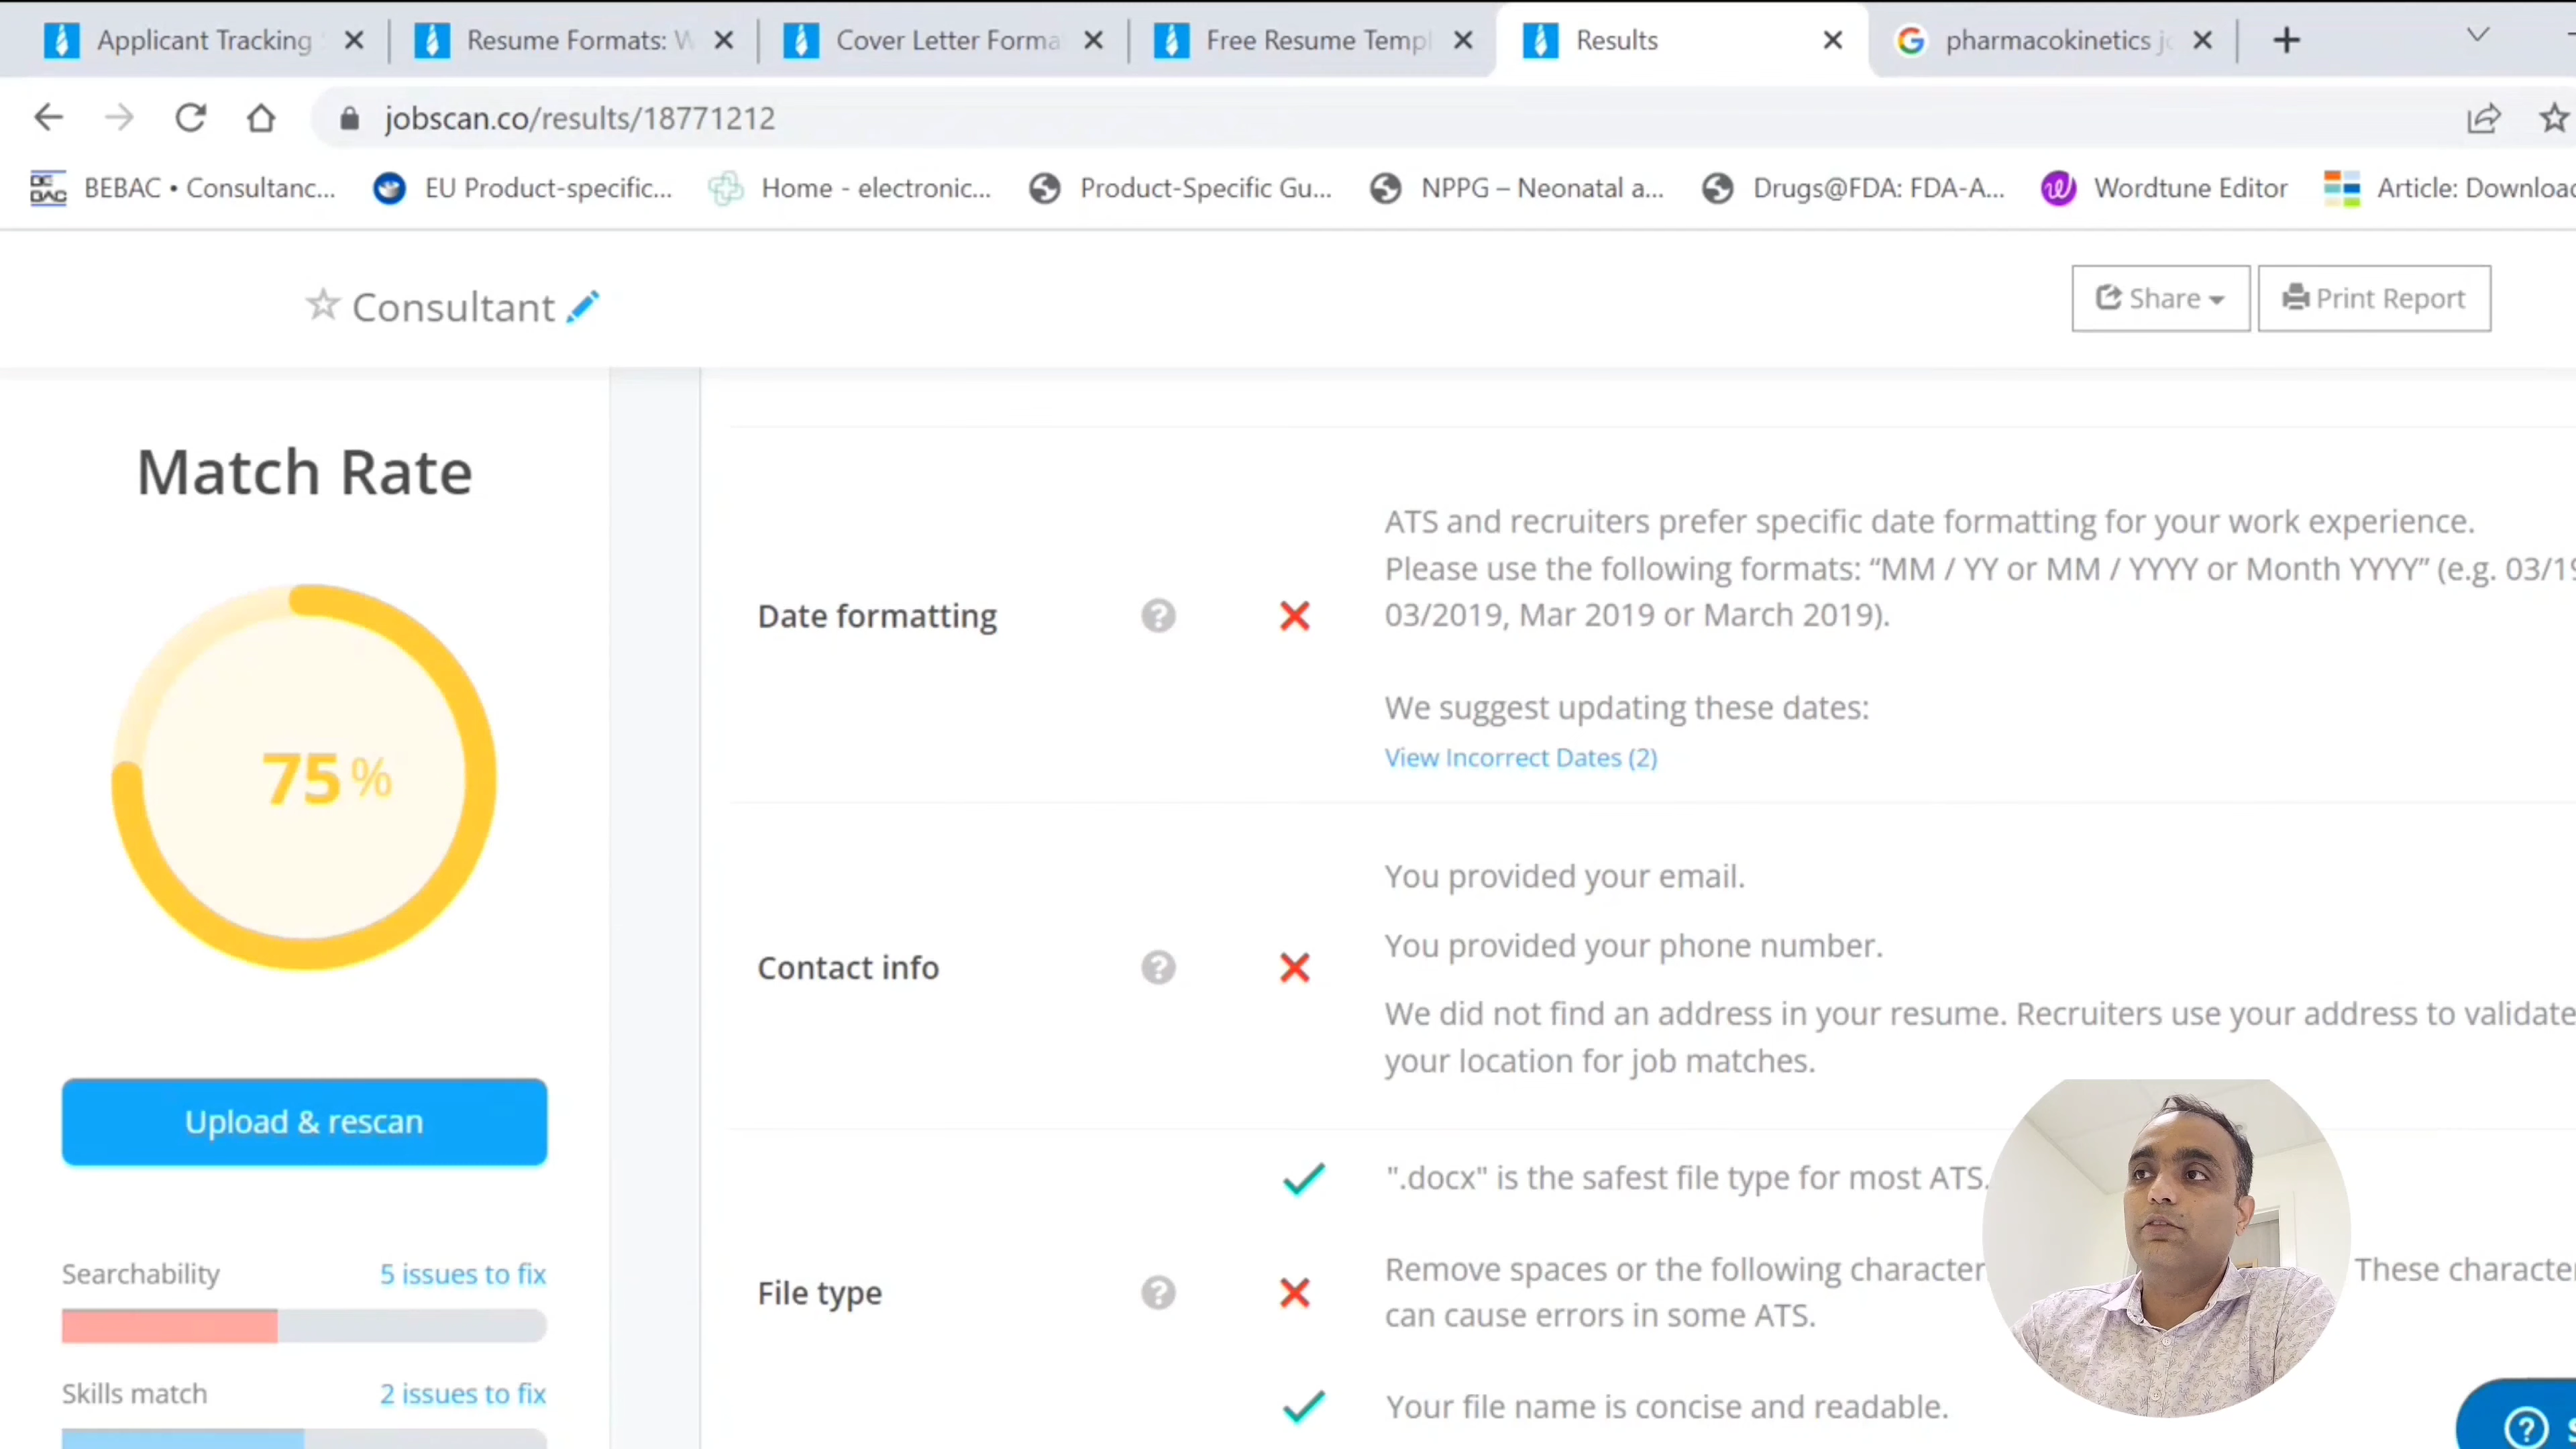 Applicant Tracking
Resume Formats: W
Cover Letter Forma
Free Resume Templ
Results
pharmacokinetics jo
jobscan.co/results/18771212
BEBAC • Consultanc...
EU Product-specific...
Home - electronic...
Product-Specific Gu...
NPPG – Neonatal a...
Drugs@FDA: FDA-A...
Wordtune Editor
Article: Download
Consultant
Share
Print Report
Match Rate
75 %
Upload & rescan
Searchability 5 issues to fix
Skills match 2 issues to fix
Date formatting
ATS and recruiters prefer specific date formatting for your work experience.
Please use the following formats: “MM / YY or MM / YYYY or Month YYYY” (e.g. 03/19
03/2019, Mar 2019 or March 2019).
We suggest updating these dates:
View Incorrect Dates (2)
Contact info
You provided your email.
You provided your phone number.
We did not find an address in your resume. Recruiters use your address to validate
your location for job matches.
File type
".docx" is the safest file type for most ATS.
Remove spaces or the following character These characte
can cause errors in some ATS.
Your file name is concise and readable.